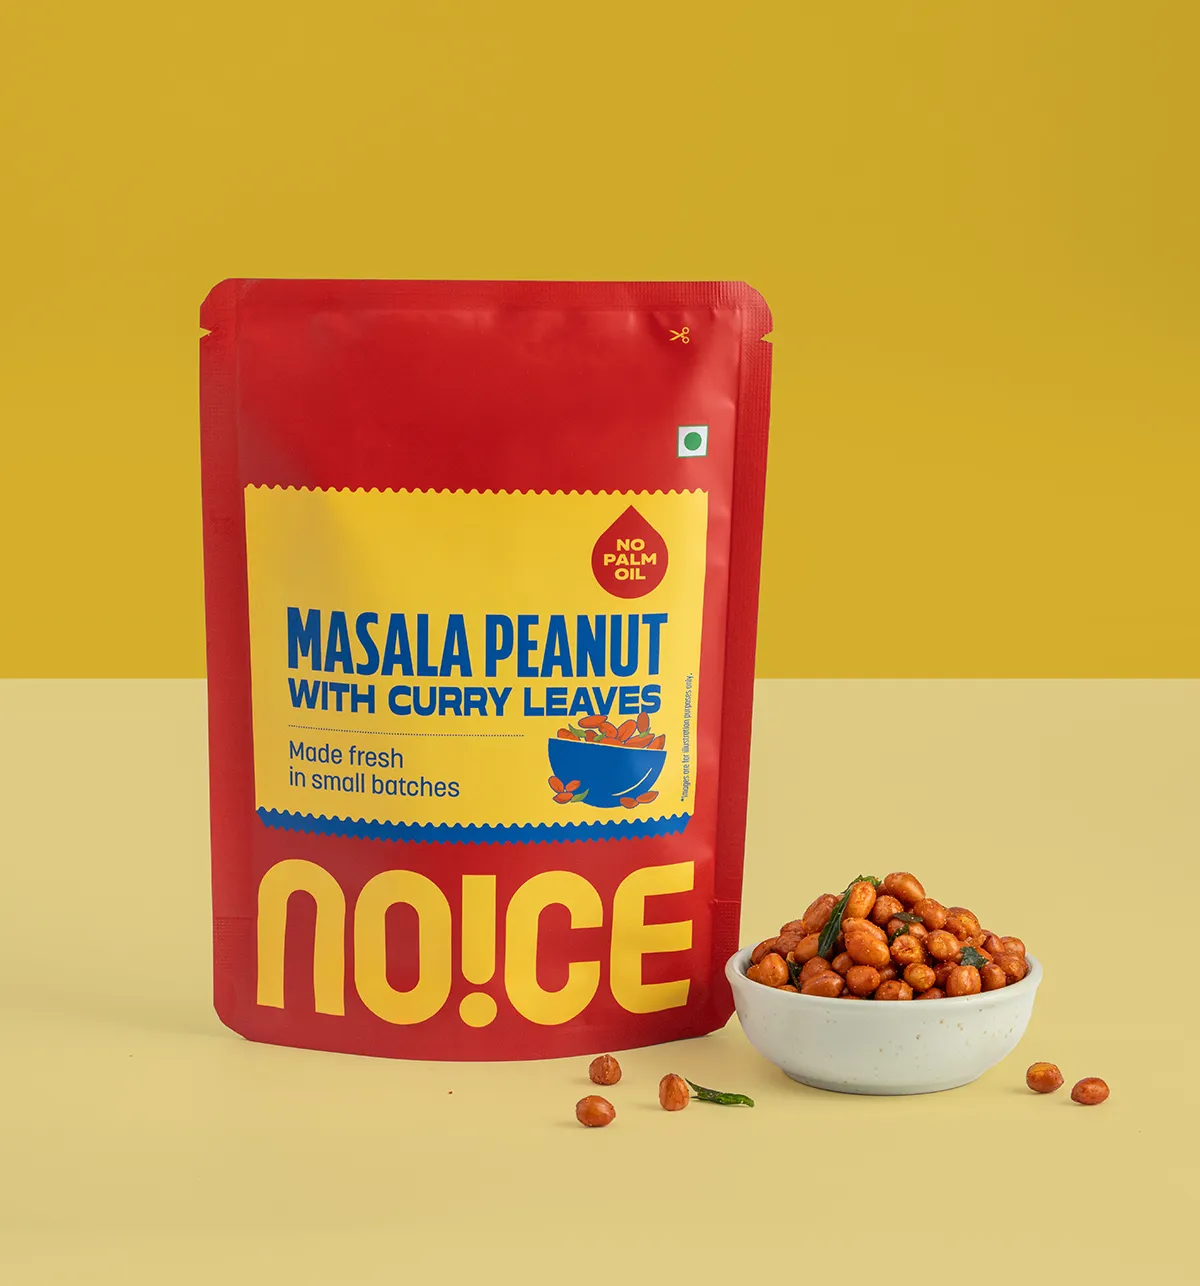 NO
PALM
OIL
MASALA PEANUT
WITH CURRY LEAVES
Made fresh
in small batches
*Images are for illustration purposes only.
NO!CE